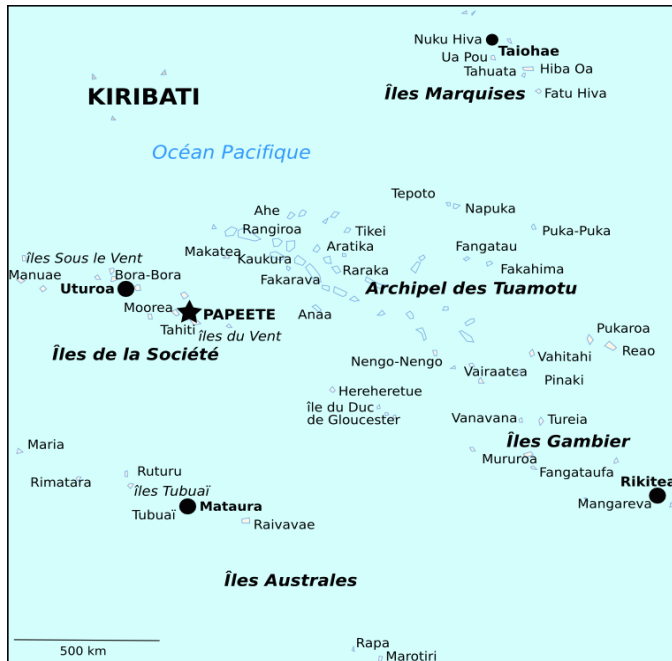 Nuku Hiva
Taiohae
Ua Pou
Tahuata
Hiba Oa
KIRIBATI
Îles Marquises
Fatu Hiva
Océan Pacifique
Tepoto
Napuka
Ahe
Rangiroa
Tikei
Puka-Puka
Makatea
Aratika
Fangatau
îles Sous le Vent
Kaukura
Manuae
Bora-Bora
Fakarava
Raraka
Fakahima
Uturoa
Archipel des Tuamotu
Moorea
PAPEETE
Anaa
Tahiti
îles du Vent
Pukaroa
Îles de la Société
Nengo-Nengo
Vahitahi
Reao
Vairaatea
Pinaki
Hereheretue
île du Duc
de Gloucester
Vanavana
Tureia
Maria
Îles Gambier
Mururoa
Ruturu
Fangataufa
Rimatara
îles Tubuaï
Rikitea
Tubuaï
Mataura
Mangareva
Raivavae
Îles Australes
Rapa
500 km
Marotiri